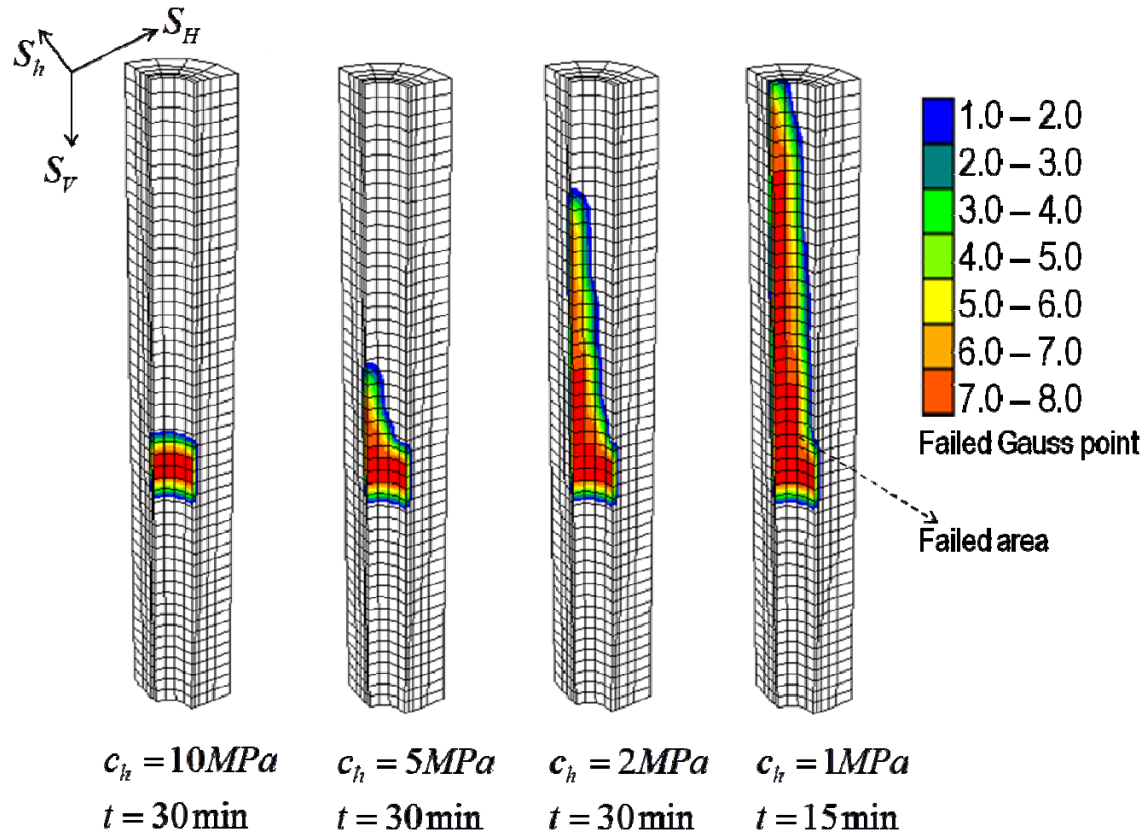 S_H
S_h
S_V
1.0 – 2.0
2.0 – 3.0
3.0 – 4.0
4.0 – 5.0
5.0 – 6.0
6.0 – 7.0
7.0 – 8.0
Failed Gauss point
Failed area
c_h = 10MPa
t = 30 min
c_h = 5MPa
t = 30 min
c_h = 2MPa
t = 30 min
c_h = 1MPa
t = 15 min